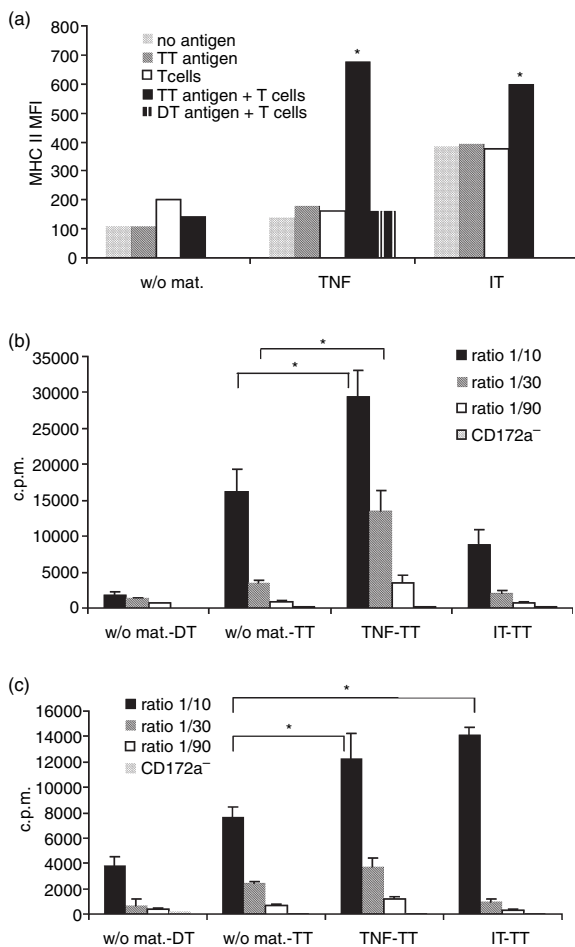 (a)
800
700
600
500
400
300
200
100
0
MHC II MFI
no antigen
TT antigen
Tcells
TT antigen + T cells
DT antigen + T cells
*
*
w/o mat.
TNF
IT
(b)
35000
30000
25000
20000
15000
10000
5000
0
c.p.m.
*
*
ratio 1/10
ratio 1/30
ratio 1/90
CD172a⁻
w/o mat.-DT
w/o mat.-TT
TNF-TT
IT-TT
(c)
16000
14000
12000
10000
8000
6000
4000
2000
0
c.p.m.
ratio 1/10
ratio 1/30
ratio 1/90
CD172a⁻
*
*
w/o mat.-DT
w/o mat.-TT
TNF-TT
IT-TT